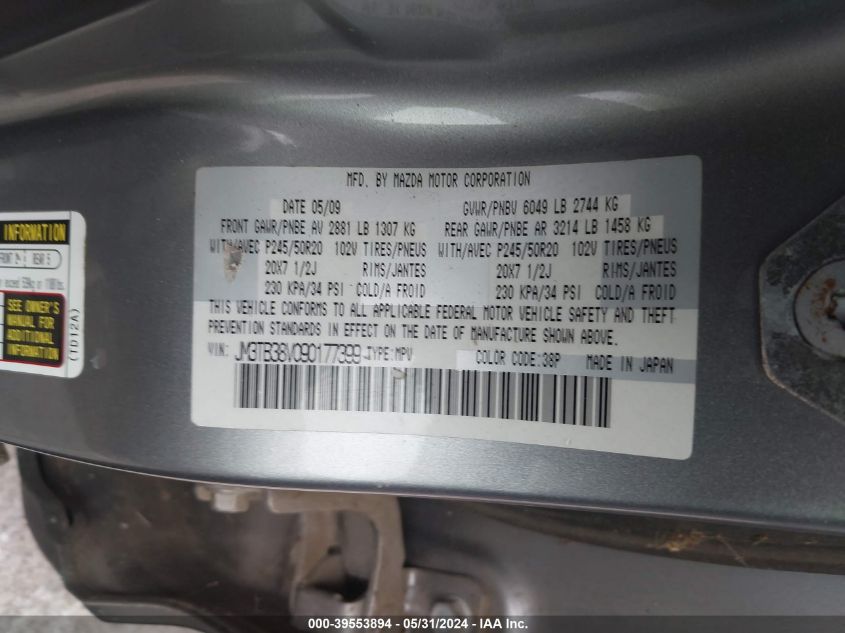 MFD. BY MAZDA MOTOR CORPORATION
DATE 05/09 GVWR/PNBV 6049 LB 2744 KG
FRONT GAWR/PNBE AV 2881 LB 1307 KG REAR GAWR/PNBE AR 3214 LB 1458 KG
WITH/AVEC P245/50R20 102V TIRES/PNEUS WITH/AVEC P245/50R20 102V TIRES/PNEUS
20X7 1/2J RIMS/JANTES 20X7 1/2J RIMS/JANTES
230 KPA/34 PSI COLD/A FROID 230 KPA/34 PSI COLD/A FROID
THIS VEHICLE CONFORMS TO ALL APPLICABLE FEDERAL MOTOR VEHICLE SAFETY AND THEFT
PREVENTION STANDARDS IN EFFECT ON THE DATE OF MANUFACTURE SHOWN ABOVE.
VIN: JM3TB38V090177399 TYPE:MPV COLOR CODE:38P MADE IN JAPAN
INFORMATION
REAR 5
SEE OWNER'S
MANUAL FOR
ADDITIONAL
INFORMATION
(TD12A)
000-39553894 - 05/31/2024 - IAA Inc.